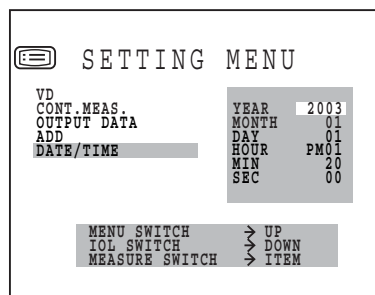 SETTING MENU
VD
CONT.MEAS.
OUTPUT DATA
ADD
DATE/TIME
YEAR 2003
MONTH 01
DAY 01
HOUR PM01
MIN 20
SEC 00
MENU SWITCH → UP
IOL SWITCH → DOWN
MEASURE SWITCH → ITEM